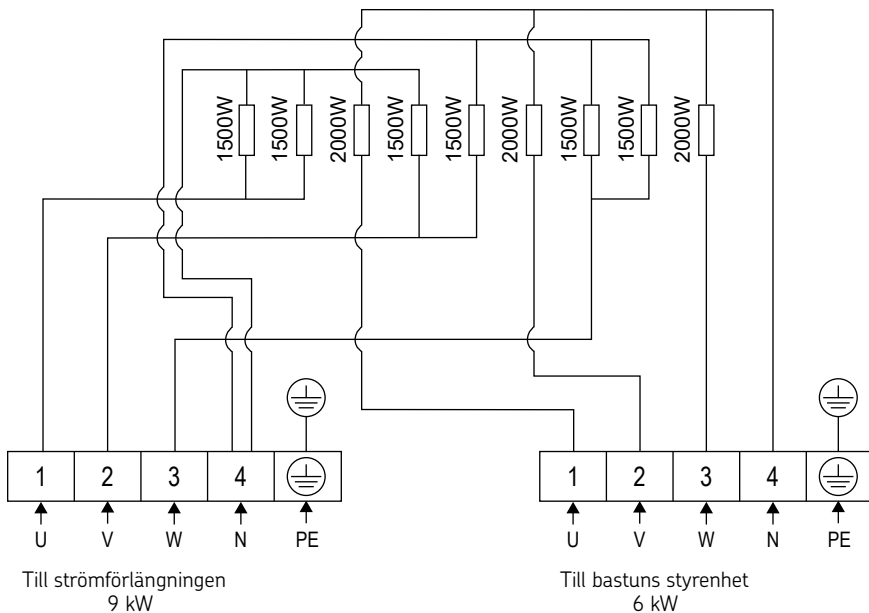 1500W
1500W
2000W
1500W
1500W
2000W
1500W
1500W
2000W
1 2 3 4
U V W N PE
Till strömförlängningen
9 kW
1 2 3 4
U V W N PE
Till bastuns styrenhet
6 kW